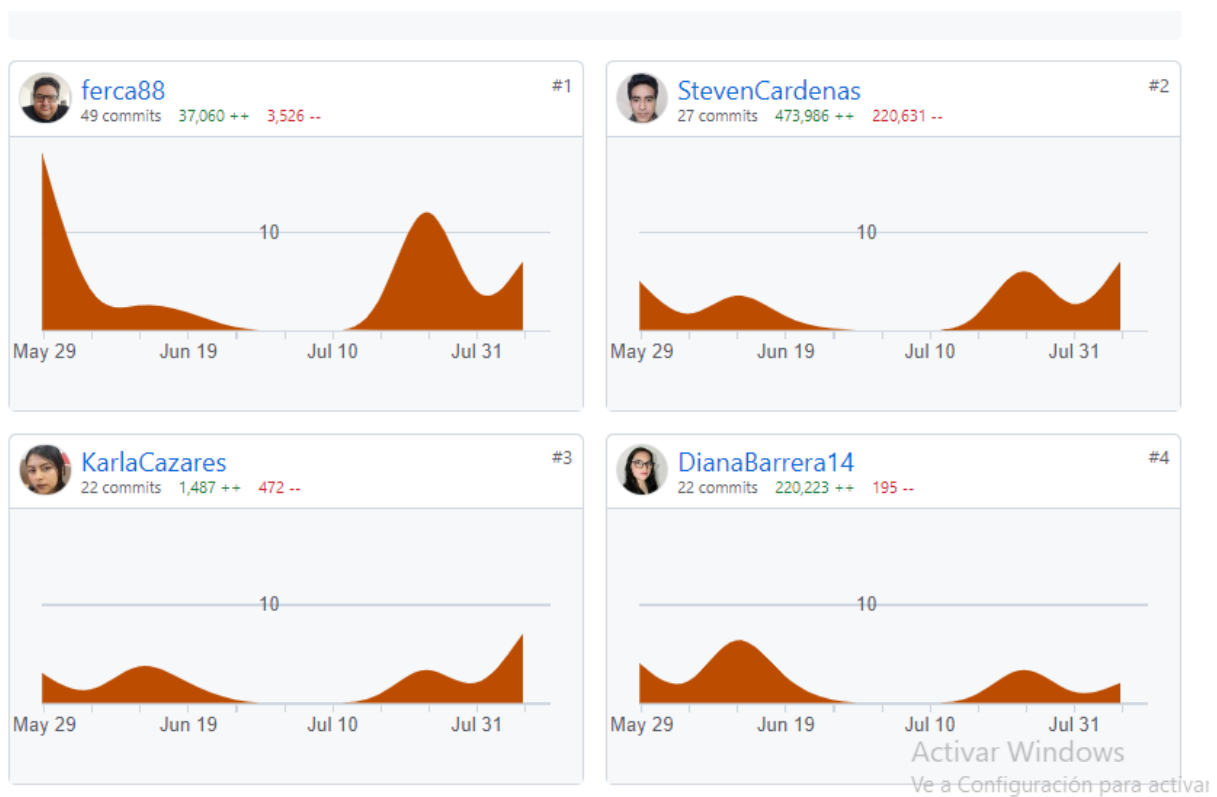 ferca88
#1
49 commits 37,060 ++ 3,526 --
10
May 29 Jun 19 Jul 10 Jul 31
StevenCardenas
#2
27 commits 473,986 ++ 220,631 --
10
May 29 Jun 19 Jul 10 Jul 31
KarlaCazares
#3
22 commits 1,487 ++ 472 --
10
May 29 Jun 19 Jul 10 Jul 31
DianaBarrera14
#4
22 commits 220,223 ++ 195 --
10
May 29 Jun 19 Jul 10 Jul 31
Activar Windows
Ve a Configuración para activar